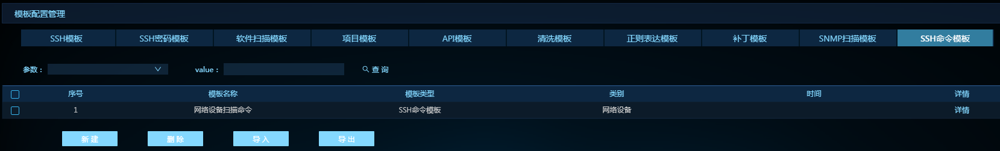 模板配置管理
SSH模板 SSH密码模板 软件扫描模板 项目模板 API模板 清洗模板 正则表达模板 补丁模板 SNMP扫描模板 SSH命令模板
参数： value： 查询
序号 模板名称 模板类型 类别 时间 详情
1 网络设备扫描命令 SSH命令模板 网络设备 详情
新建 删除 导入 导出